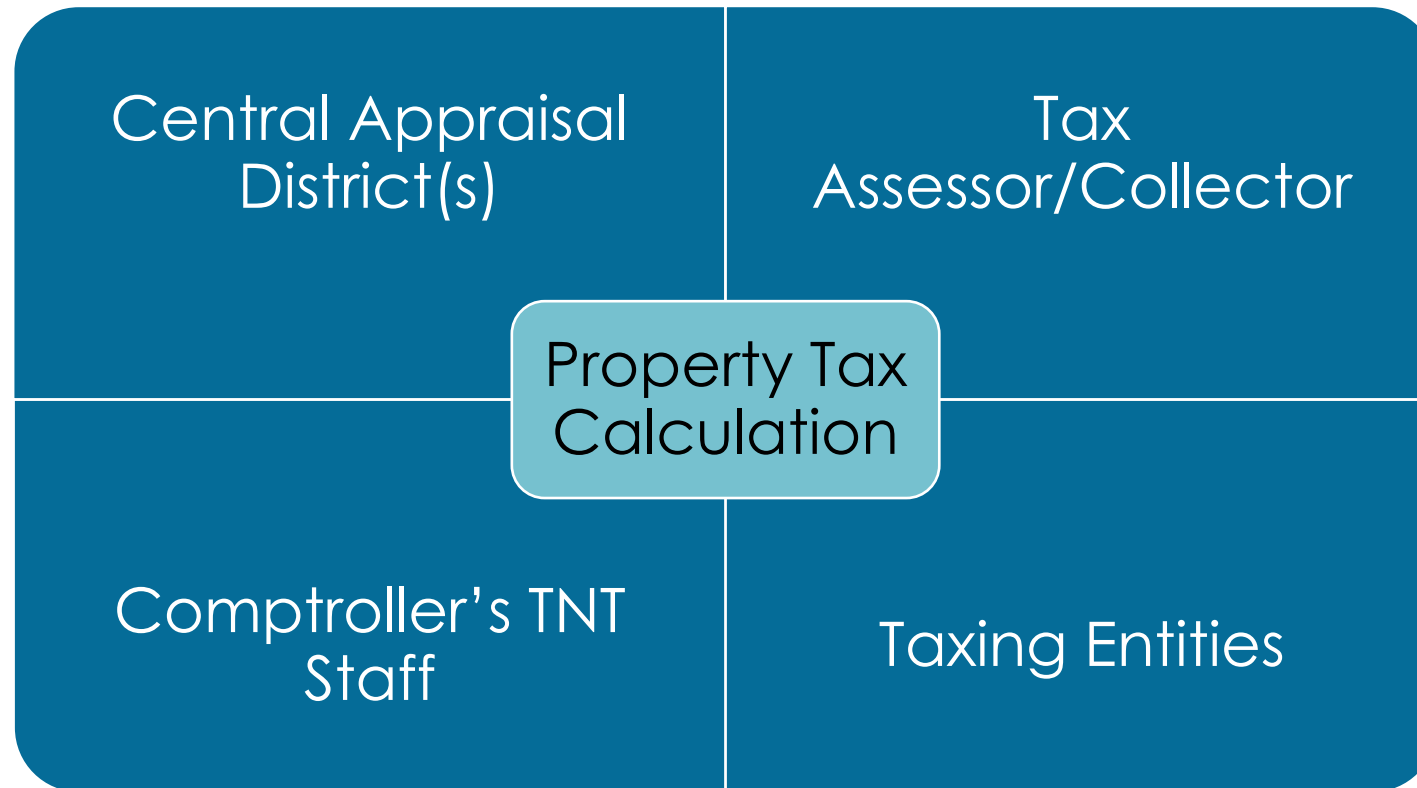 Central Appraisal
District(s)
Tax
Assessor/Collector
Property Tax
Calculation
Comptroller’s TNT
Staff
Taxing Entities